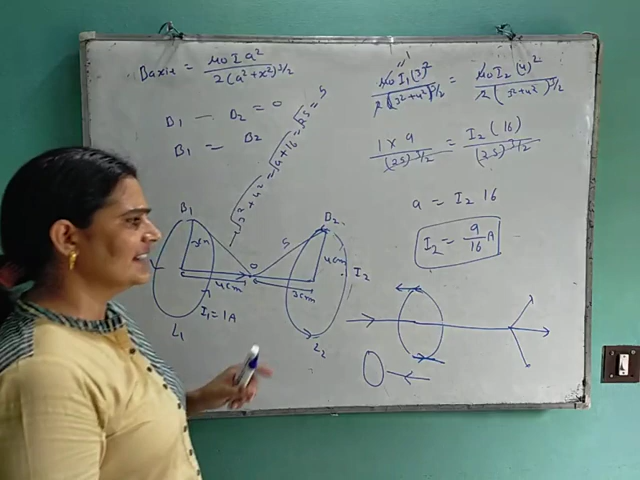 Baxis = μ0 I a² / 2(a²+x²)^3/2
B1 - B2 = 0
B1 = B2
√3²+4² = √9+16 = √25 = 5
B1
3cm
4cm
O
I1 = 1A
L1
B2
5
4cm
3cm
I2
L2
μ0 I1(3)² / 2(3²+4²)^3/2 = μ0 I2(4)² / 2(3²+4²)^3/2
1
1 × 9 / (25)^3/2 = I2 (16) / (25)^3/2
9 = I2 16
I2 = 9/16 A